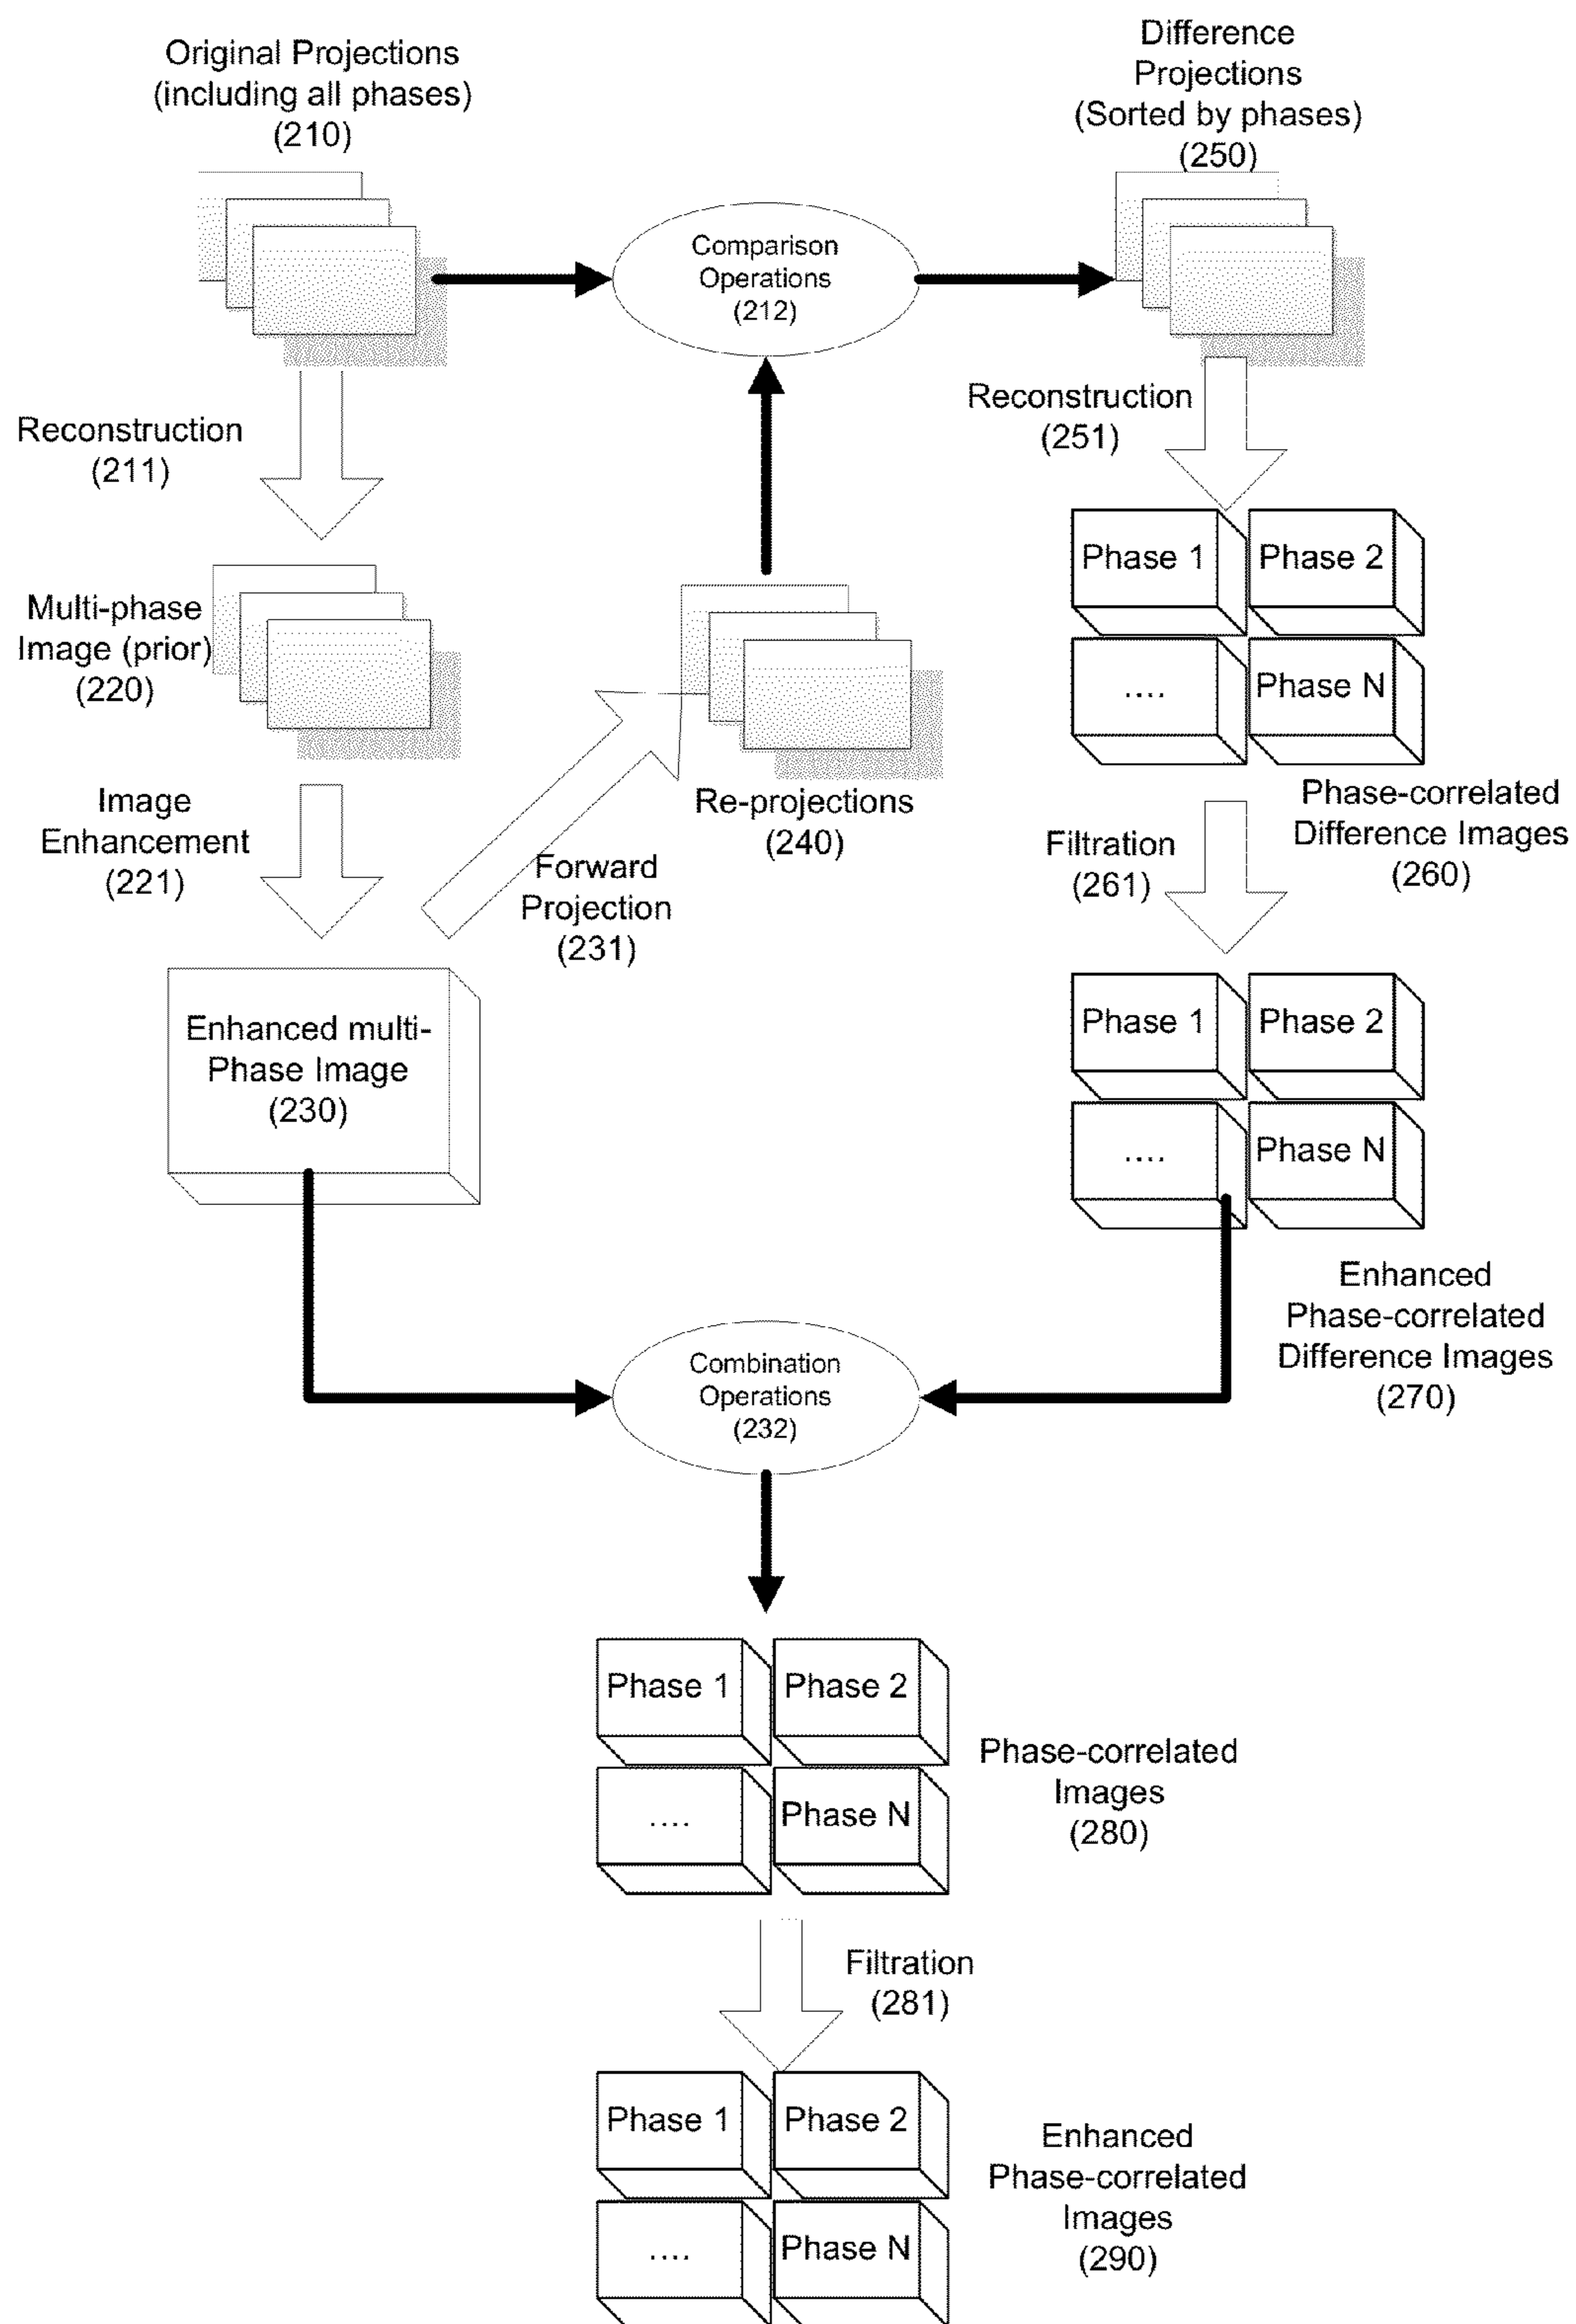 Original Projections
(including all phases)
(210)
Difference
Projections
(Sorted by phases)
(250)
Comparison
Operations
(212)
Reconstruction
(211)
Reconstruction
(251)
Multi-phase
Image (prior)
(220)
Phase 1
Phase 2
....
Phase N
Phase-correlated
Difference Images
(260)
Image
Enhancement
(221)
Re-projections
(240)
Forward
Projection
(231)
Filtration
(261)
Enhanced multi-
Phase Image
(230)
Phase 1
Phase 2
....
Phase N
Enhanced
Phase-correlated
Difference Images
(270)
Combination
Operations
(232)
Phase 1
Phase 2
....
Phase N
Phase-correlated
Images
(280)
Filtration
(281)
Phase 1
Phase 2
....
Phase N
Enhanced
Phase-correlated
Images
(290)